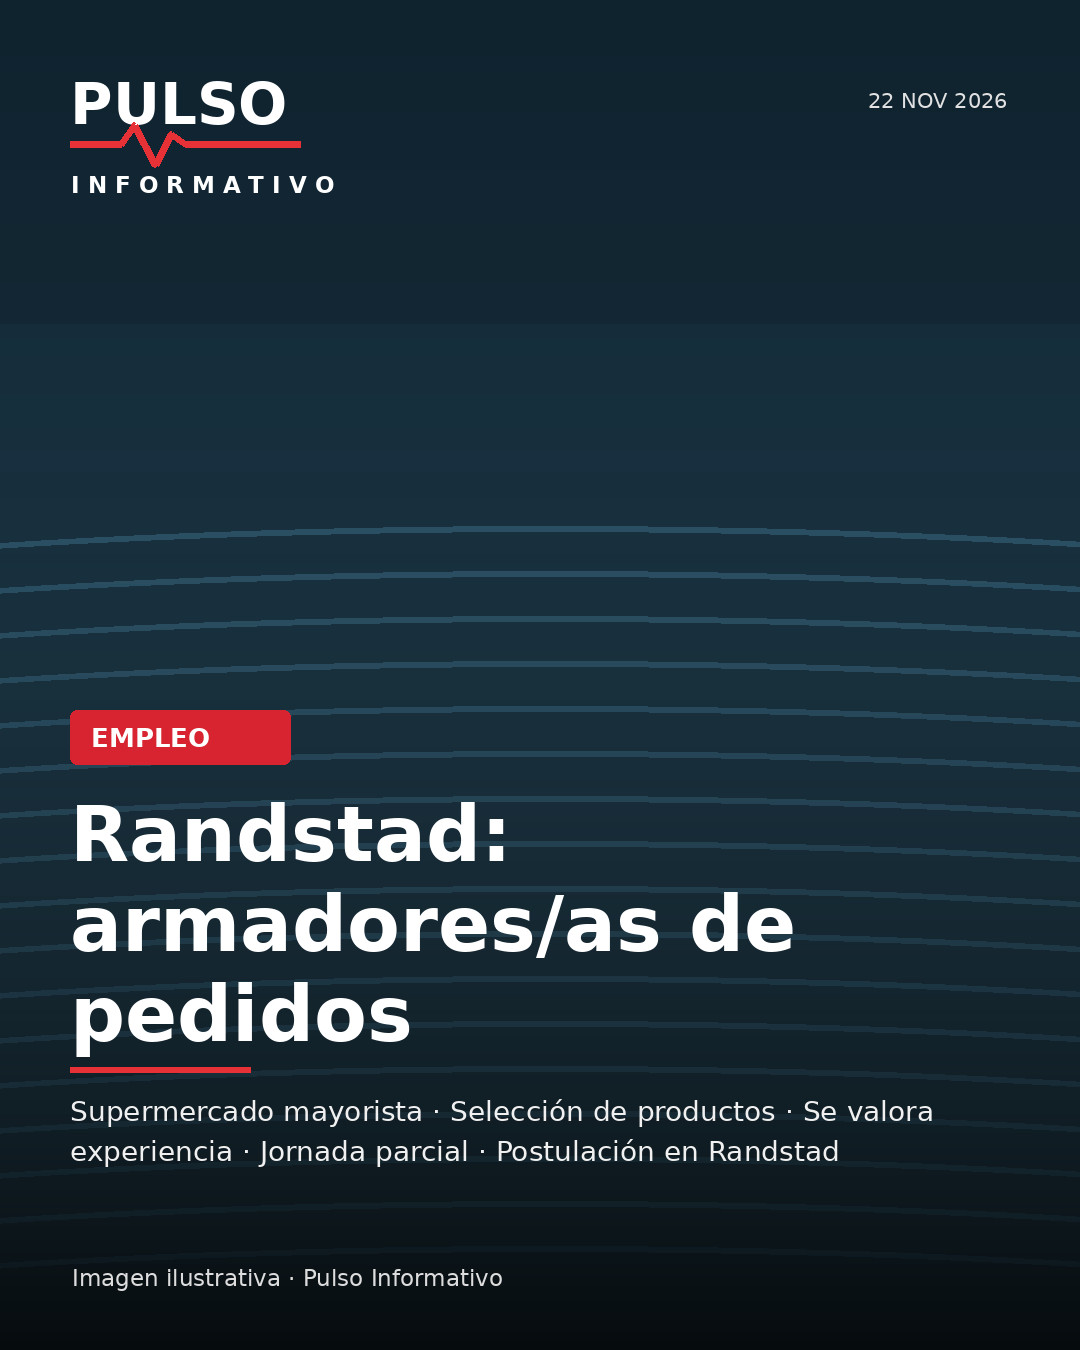 PULSO
INFORMATIVO
22 NOV 2026
EMPLEO
Randstad:
armadores/as de
pedidos
Supermercado mayorista · Selección de productos · Se valora
experiencia · Jornada parcial · Postulación en Randstad
Imagen ilustrativa · Pulso Informativo